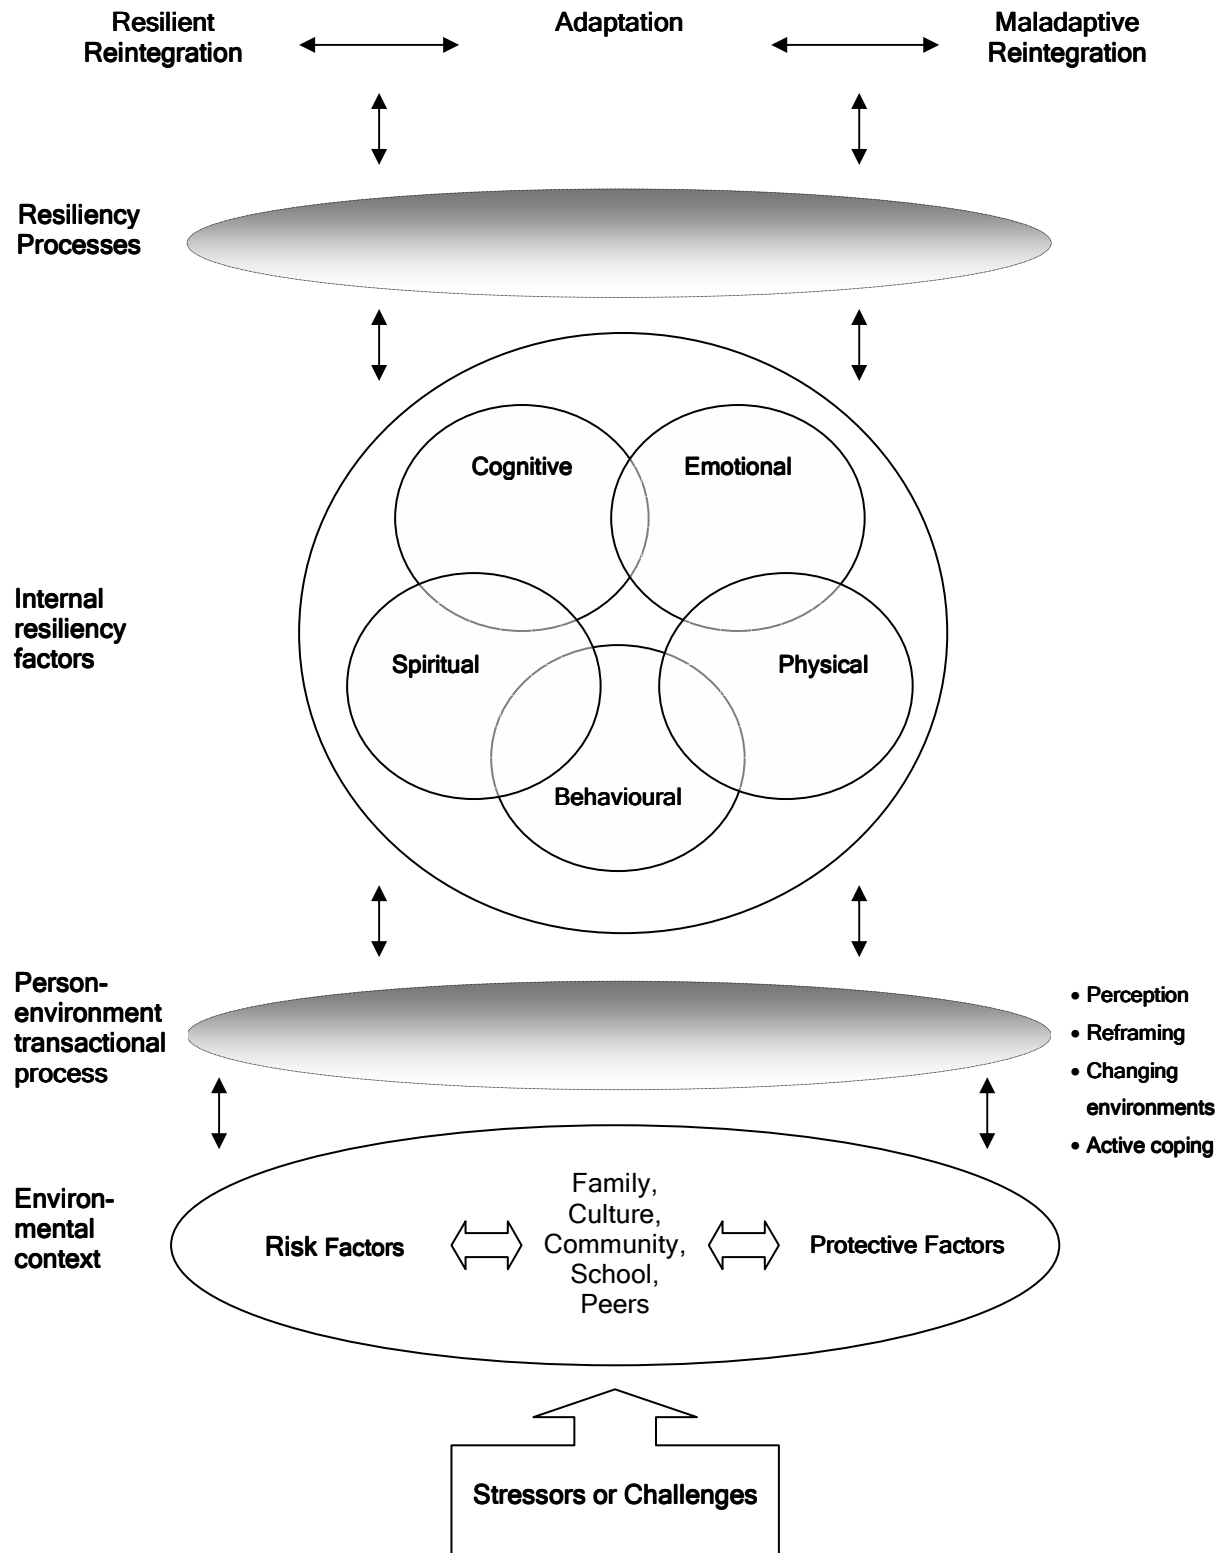 Resilient
Reintegration
Adaptation
Maladaptive
Reintegration
Resiliency
Processes
Cognitive
Emotional
Internal
resiliency
factors
Spiritual
Physical
Behavioural
Person-
environment
transactional
process
• Perception
• Reframing
• Changing
environments
• Active coping
Environ-
mental
context
Risk Factors
Family,
Culture,
Community,
School,
Peers
Protective Factors
Stressors or Challenges